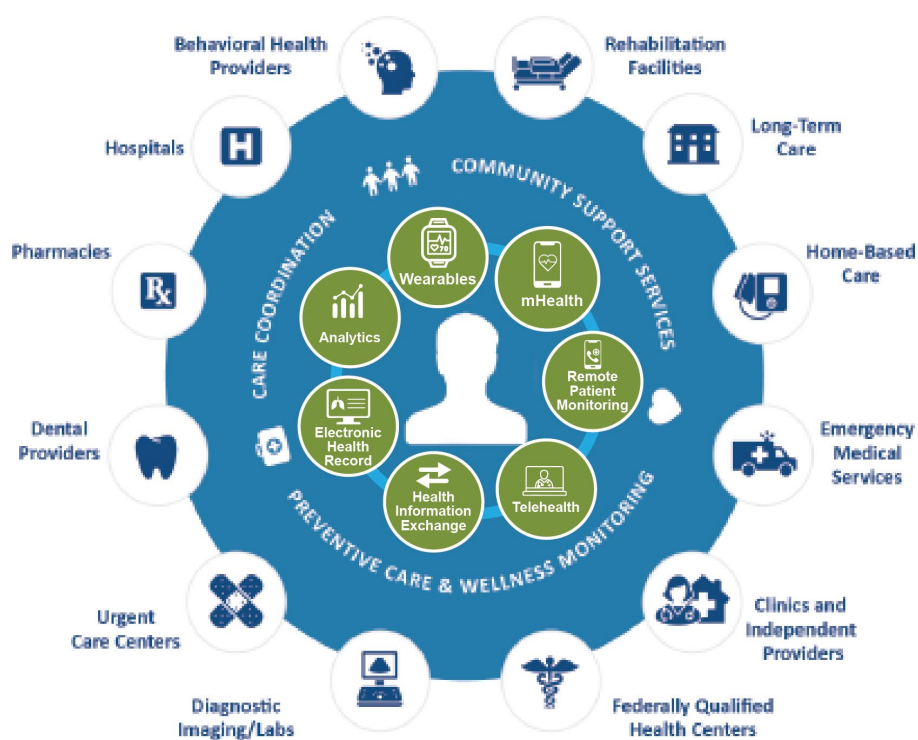 Behavioral Health
Providers
Rehabilitation
Facilities
Hospitals
H
Long-Term
Care
COMMUNITY SUPPORT SERVICES
CARE COORDINATION
PREVENTIVE CARE & WELLNESS MONITORING
Pharmacies
Rx
Home-Based
Care
70
Wearables
mHealth
Analytics
Remote
Patient
Monitoring
Electronic
Health
Record
Health
Information
Exchange
Telehealth
Dental
Providers
Emergency
Medical
Services
Urgent
Care Centers
Clinics and
Independent
Providers
Diagnostic
Imaging/Labs
Federally Qualified
Health Centers